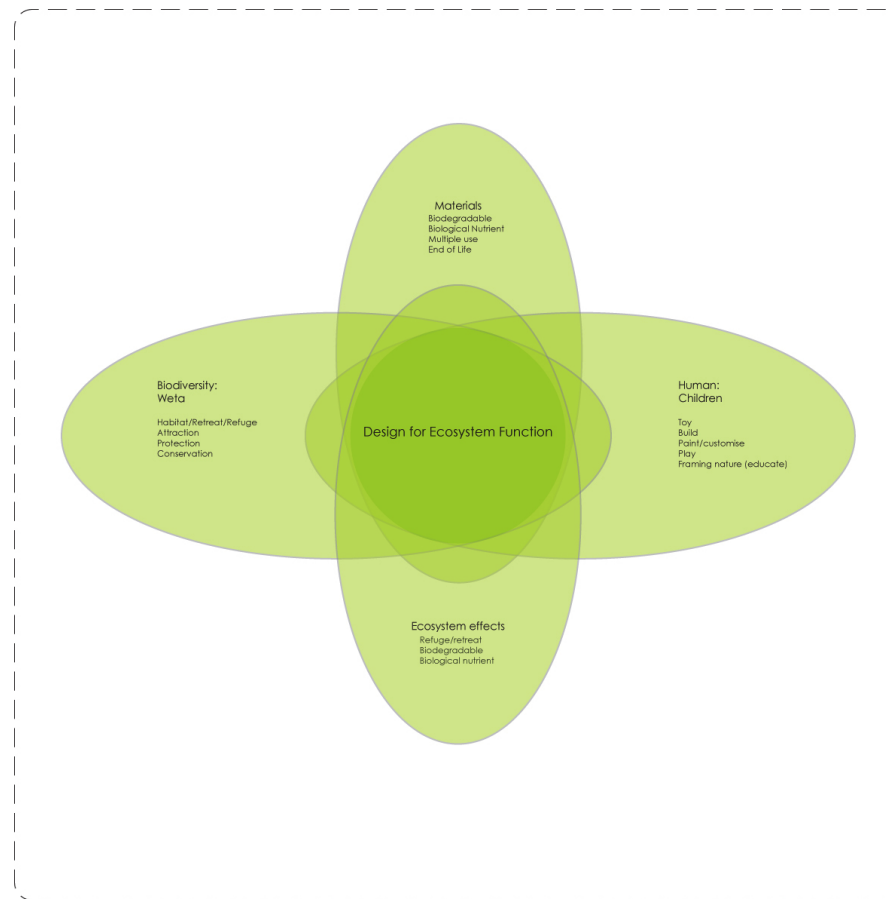 Materials
Biodegradable
Biological Nutrient
Multiple use
End of Life
Biodiversity:
Weta
Habitat/Retreat/Refuge
Attraction
Protection
Conservation
Design for Ecosystem Function
Human:
Children
Toy
Build
Paint/customise
Play
Framing nature (educate)
Ecosystem effects
Refuge/retreat
Biodegradable
Biological nutrient